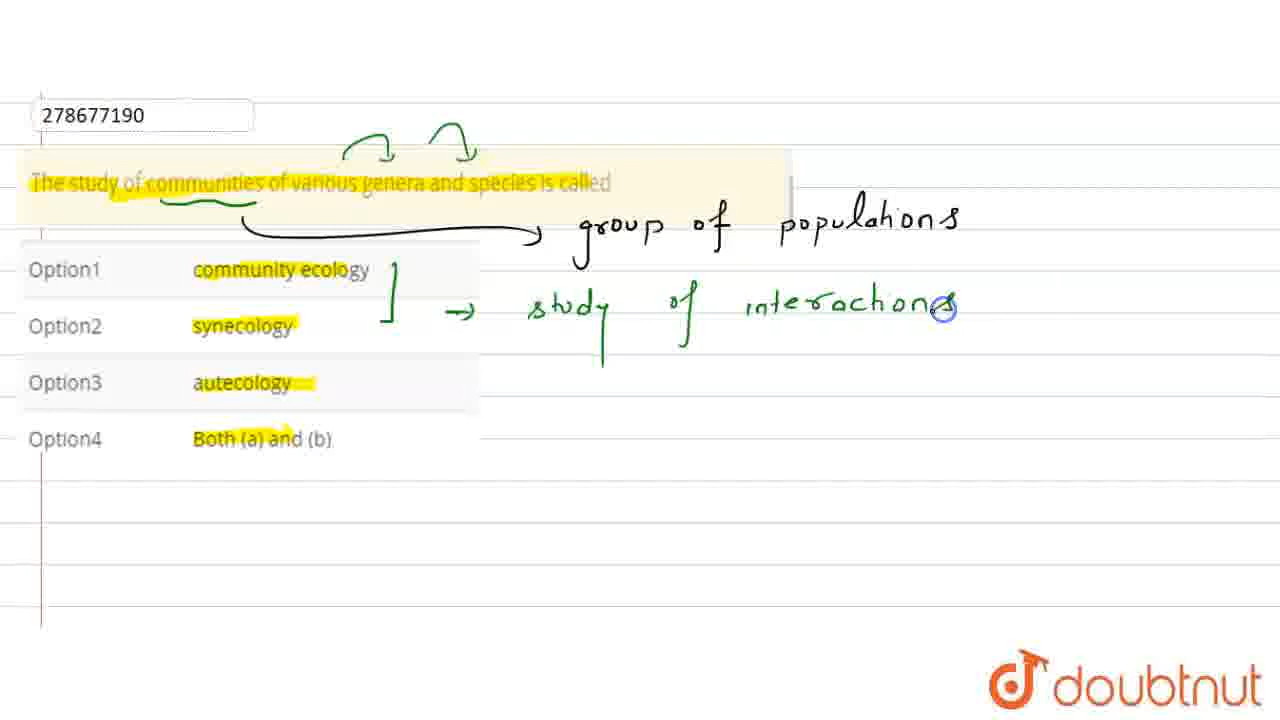 278677190
The study of communities of various genera and species is called
group of populations
Option1 community ecology
study of interactions
Option2 synecology
Option3 autecology
Option4 Both (a) and (b)
doubtnut